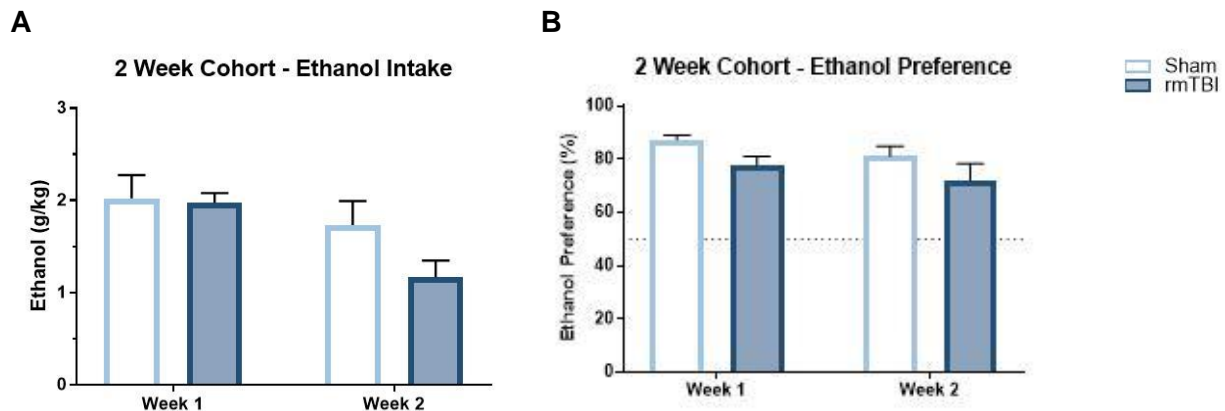 A
B
2 Week Cohort - Ethanol Intake
2 Week Cohort - Ethanol Preference
Sham
rmTBI
Ethanol (g/kg)
3
2
1
0
Week 1
Week 2
Ethanol Preference (%)
100
80
60
40
20
0
Week 1
Week 2